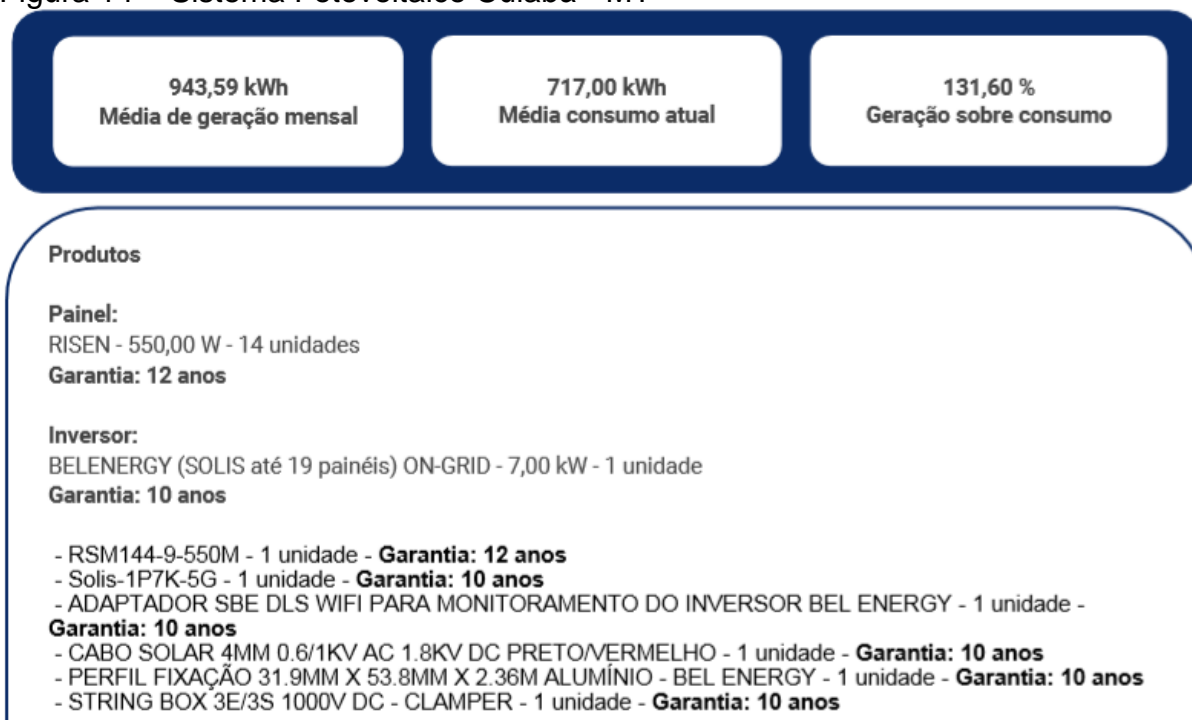 943,59 kWh
Média de geração mensal
717,00 kWh
Média consumo atual
131,60 %
Geração sobre consumo
Produtos
Painel:
RISEN - 550,00 W - 14 unidades
Garantia: 12 anos
Inversor:
BELENERGY (SOLIS até 19 painéis) ON-GRID - 7,00 kW - 1 unidade
Garantia: 10 anos
- RSM144-9-550M - 1 unidade - Garantia: 12 anos
- Solis-1P7K-5G - 1 unidade - Garantia: 10 anos
- ADAPTADOR SBE DLS WIFI PARA MONITORAMENTO DO INVERSOR BEL ENERGY - 1 unidade -
Garantia: 10 anos
- CABO SOLAR 4MM 0.6/1KV AC 1.8KV DC PRETO/VERMELHO - 1 unidade - Garantia: 10 anos
- PERFIL FIXAÇÃO 31.9MM X 53.8MM X 2.36M ALUMÍNIO - BEL ENERGY - 1 unidade - Garantia: 10 anos
- STRING BOX 3E/3S 1000V DC - CLAMPER - 1 unidade - Garantia: 10 anos